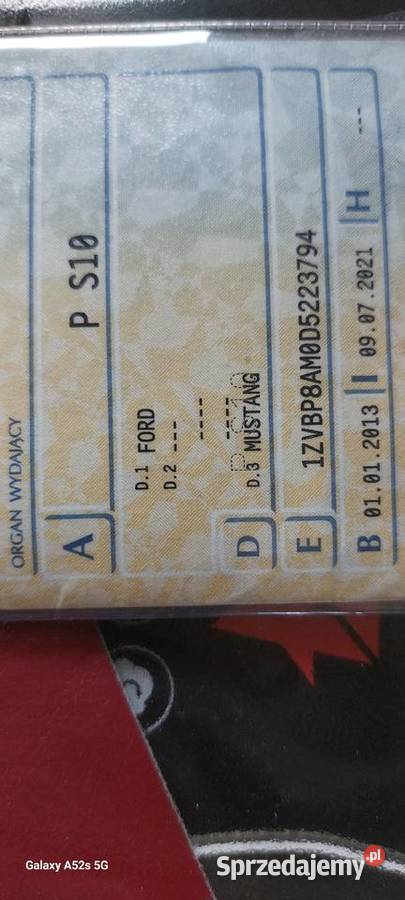 ORGAN WYDAJĄCY
A
P S10
D.1 FORD
D.2 ---
----
----
D
D.3 MUSTANG
E
1ZVBP8AM0D5223794
B
01.01.2013
I
09.07.2021
H
---
Galaxy A52s 5G
Sprzedajemy.pl